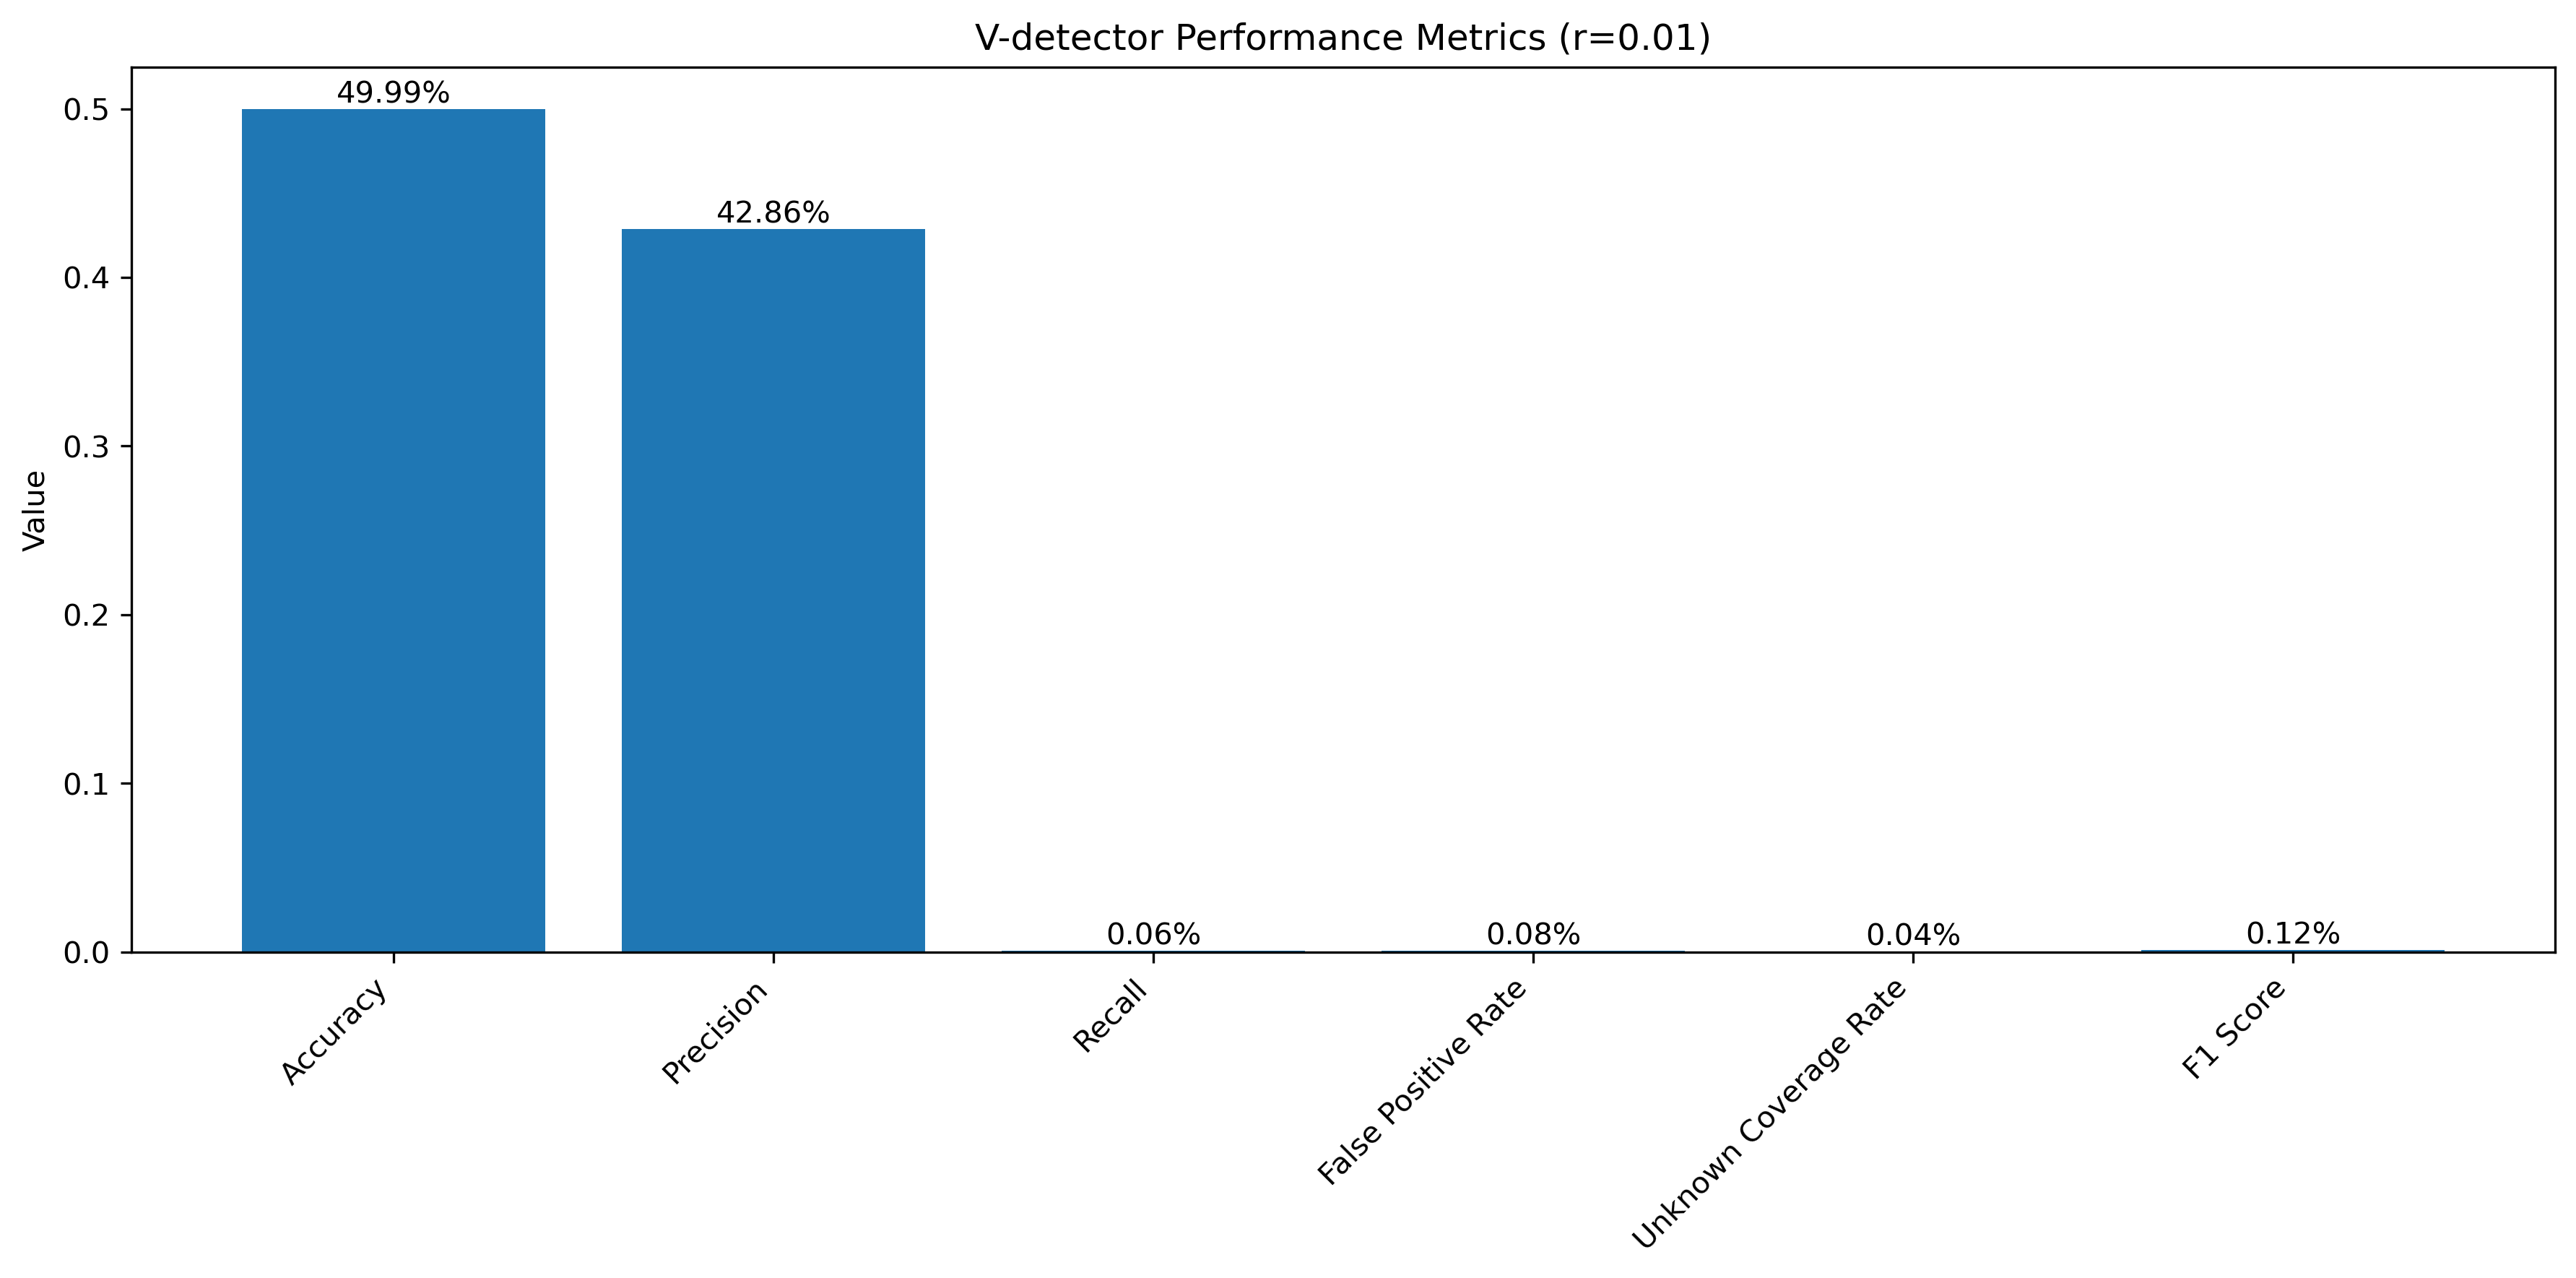 V-detector Performance Metrics (r=0.01)
Value
0.5
0.4
0.3
0.2
0.1
0.0
49.99%
42.86%
0.06%
0.08%
0.04%
0.12%
Accuracy
Precision
Recall
False Positive Rate
Unknown Coverage Rate
F1 Score